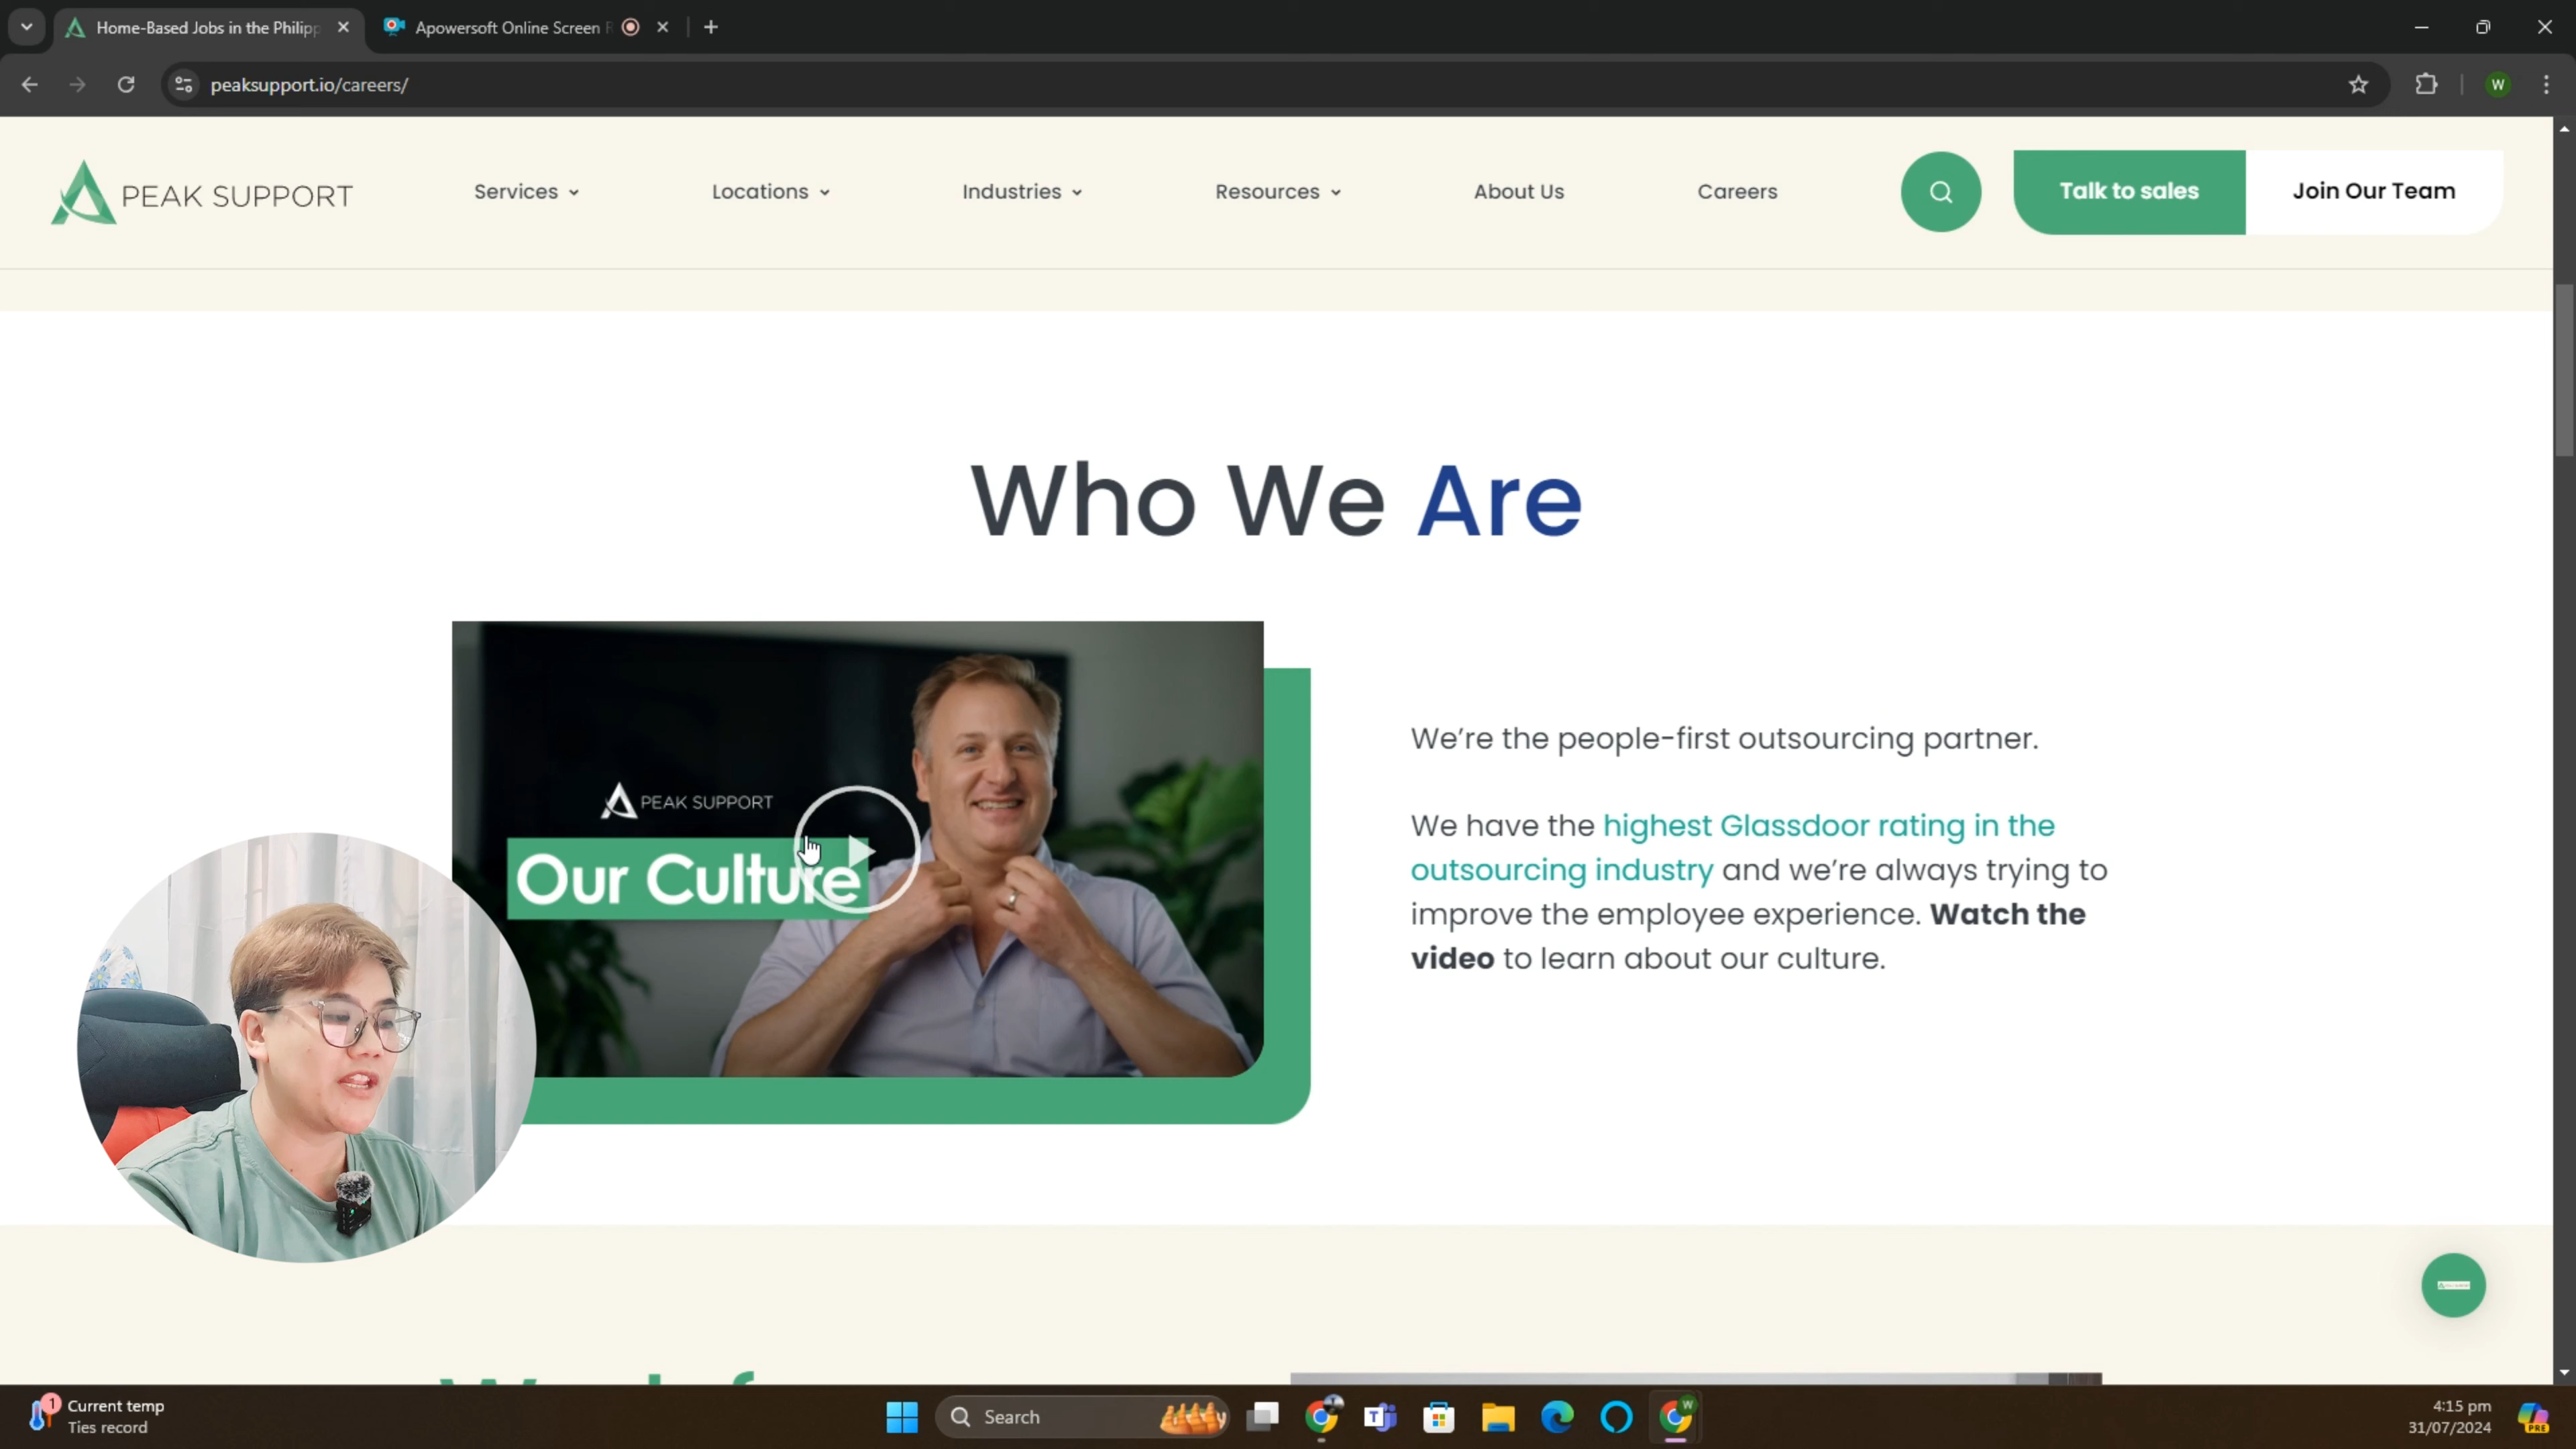 Home-Based Jobs in the Philipp
Apowersoft Online Screen R
peaksupport.io/careers/
W
PEAK SUPPORT
Services
Locations
Industries
Resources
About Us
Careers
Talk to sales
Join Our Team
Who We Are
PEAK SUPPORT
Our Culture
We're the people-first outsourcing partner.
We have the highest Glassdoor rating in the
outsourcing industry and we're always trying to
improve the employee experience. Watch the
video to learn about our culture.
1
Current temp
Ties record
Search
T
W
4:15 pm
31/07/2024
PRE